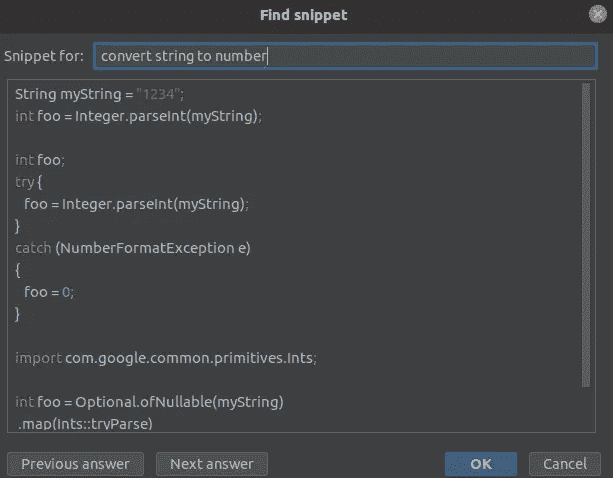 Find snippet
Snippet for: convert string to number
String myString = "1234";
int foo = Integer.parseInt(myString);
int foo;
try {
foo = Integer.parseInt(myString);
}
catch (NumberFormatException e)
{
foo = 0;
}
import com.google.common.primitives.Ints;
int foo = Optional.ofNullable(myString)
.map(Ints::tryParse)
Previous answer Next answer OK Cancel